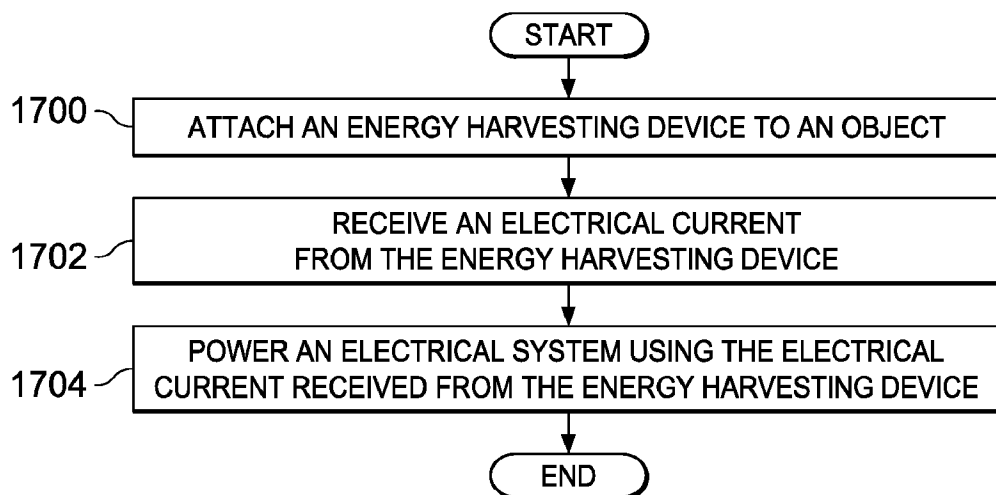 START
1700
ATTACH AN ENERGY HARVESTING DEVICE TO AN OBJECT
1702
RECEIVE AN ELECTRICAL CURRENT
FROM THE ENERGY HARVESTING DEVICE
1704
POWER AN ELECTRICAL SYSTEM USING THE ELECTRICAL
CURRENT RECEIVED FROM THE ENERGY HARVESTING DEVICE
END